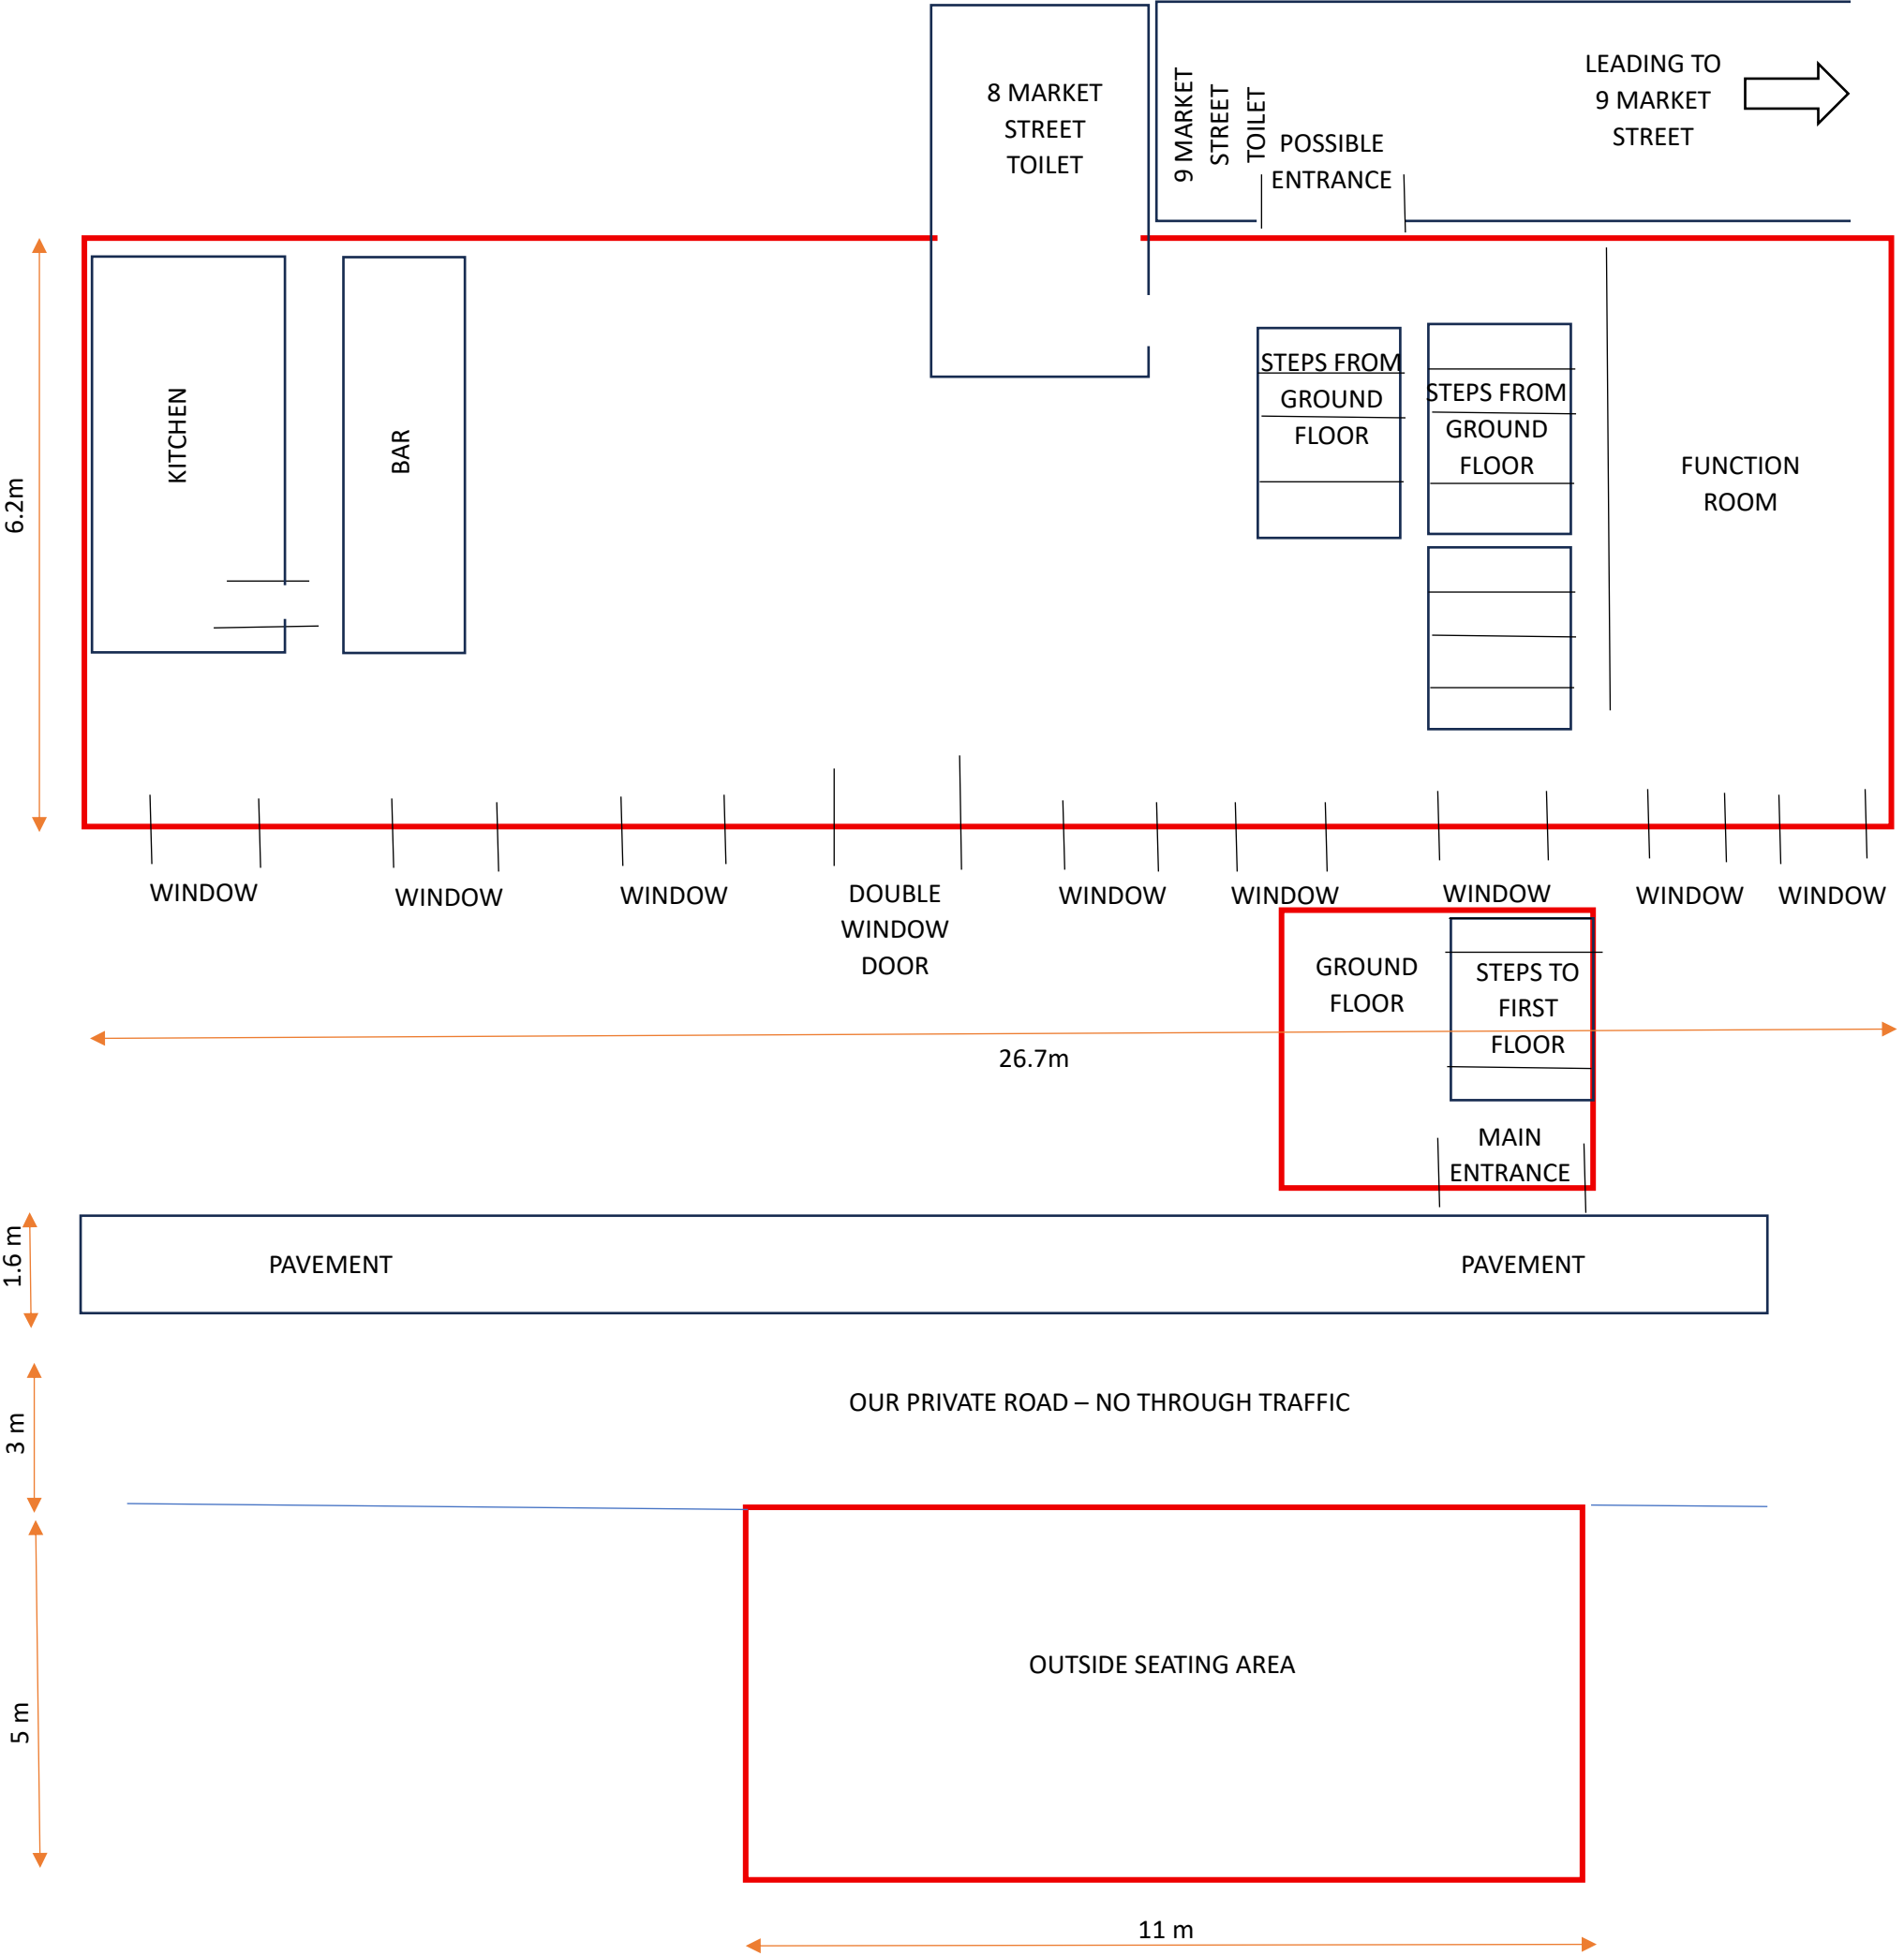 8 MARKET
STREET
TOILET
9 MARKET
STREET
TOILET
POSSIBLE
ENTRANCE
LEADING TO
9 MARKET
STREET
6.2m
KITCHEN
BAR
STEPS FROM
GROUND
FLOOR
STEPS FROM
GROUND
FLOOR
FUNCTION
ROOM
WINDOW
WINDOW
WINDOW
DOUBLE
WINDOW
DOOR
WINDOW
WINDOW
WINDOW
WINDOW
WINDOW
GROUND
FLOOR
STEPS TO
FIRST
FLOOR
26.7m
MAIN
ENTRANCE
1.6 m
PAVEMENT
PAVEMENT
3 m
OUR PRIVATE ROAD – NO THROUGH TRAFFIC
5 m
OUTSIDE SEATING AREA
11 m